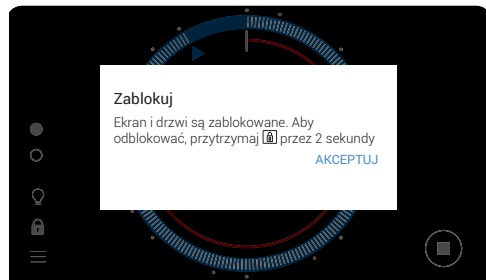 Zablokuj
Ekran i drzwi są zablokowane. Aby
odblokować, przytrzymaj przez 2 sekundy
AKCEPTUJ